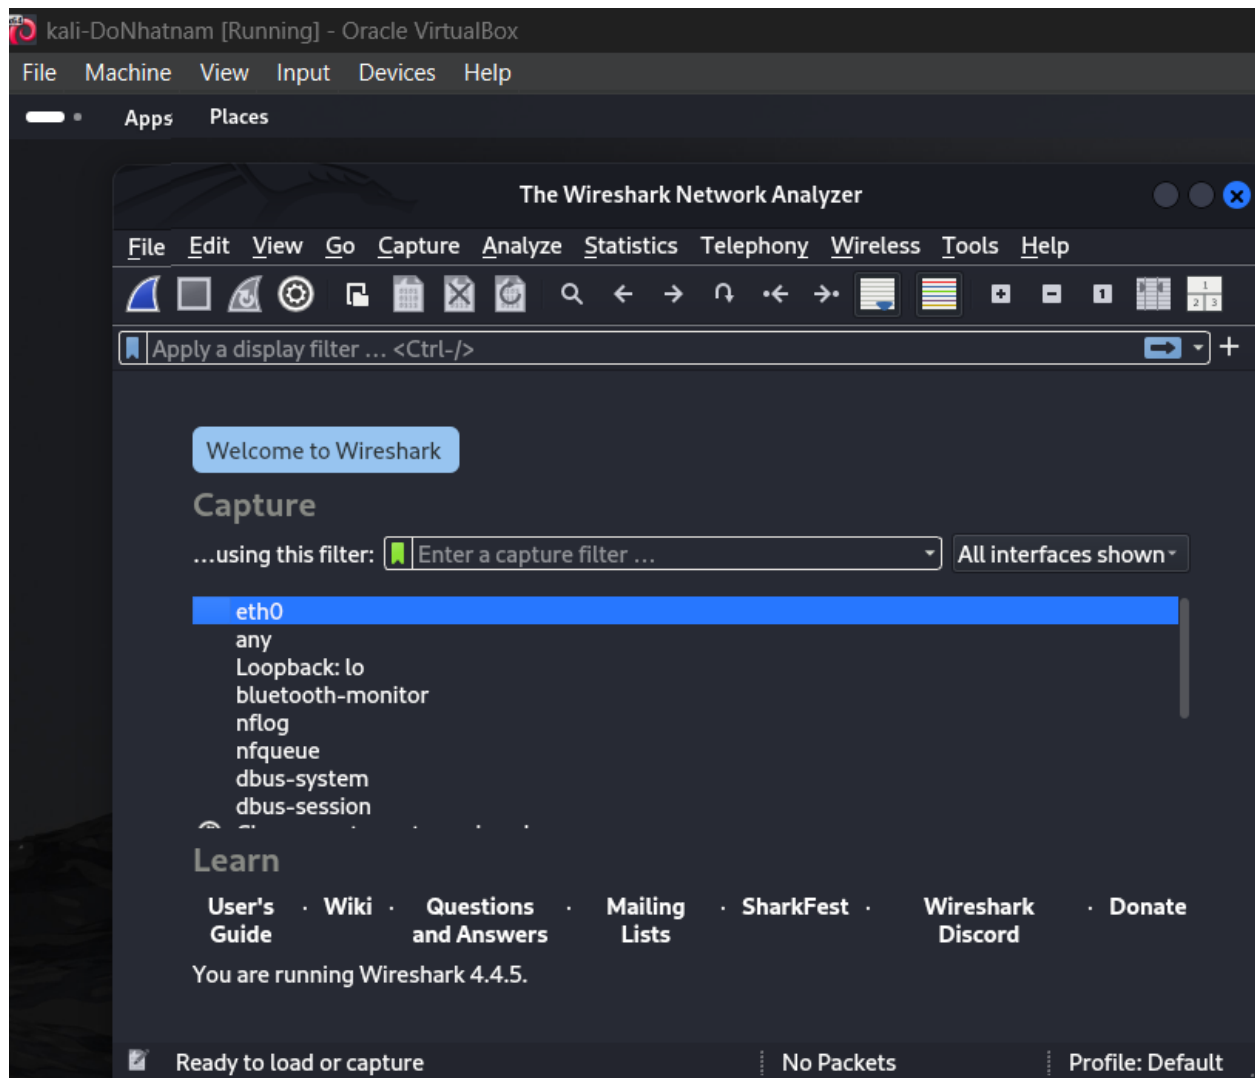 kali-DoNhatnam [Running] - Oracle VirtualBox
File Machine View Input Devices Help
Apps Places
The Wireshark Network Analyzer
File Edit View Go Capture Analyze Statistics Telephony Wireless Tools Help
Apply a display filter … <Ctrl-/>
Welcome to Wireshark
Capture
…using this filter: Enter a capture filter … All interfaces shown
eth0
any
Loopback: lo
bluetooth-monitor
nflog
nfqueue
dbus-system
dbus-session
Learn
User's Guide · Wiki · Questions and Answers · Mailing Lists · SharkFest · Wireshark Discord · Donate
You are running Wireshark 4.4.5.
Ready to load or capture No Packets Profile: Default